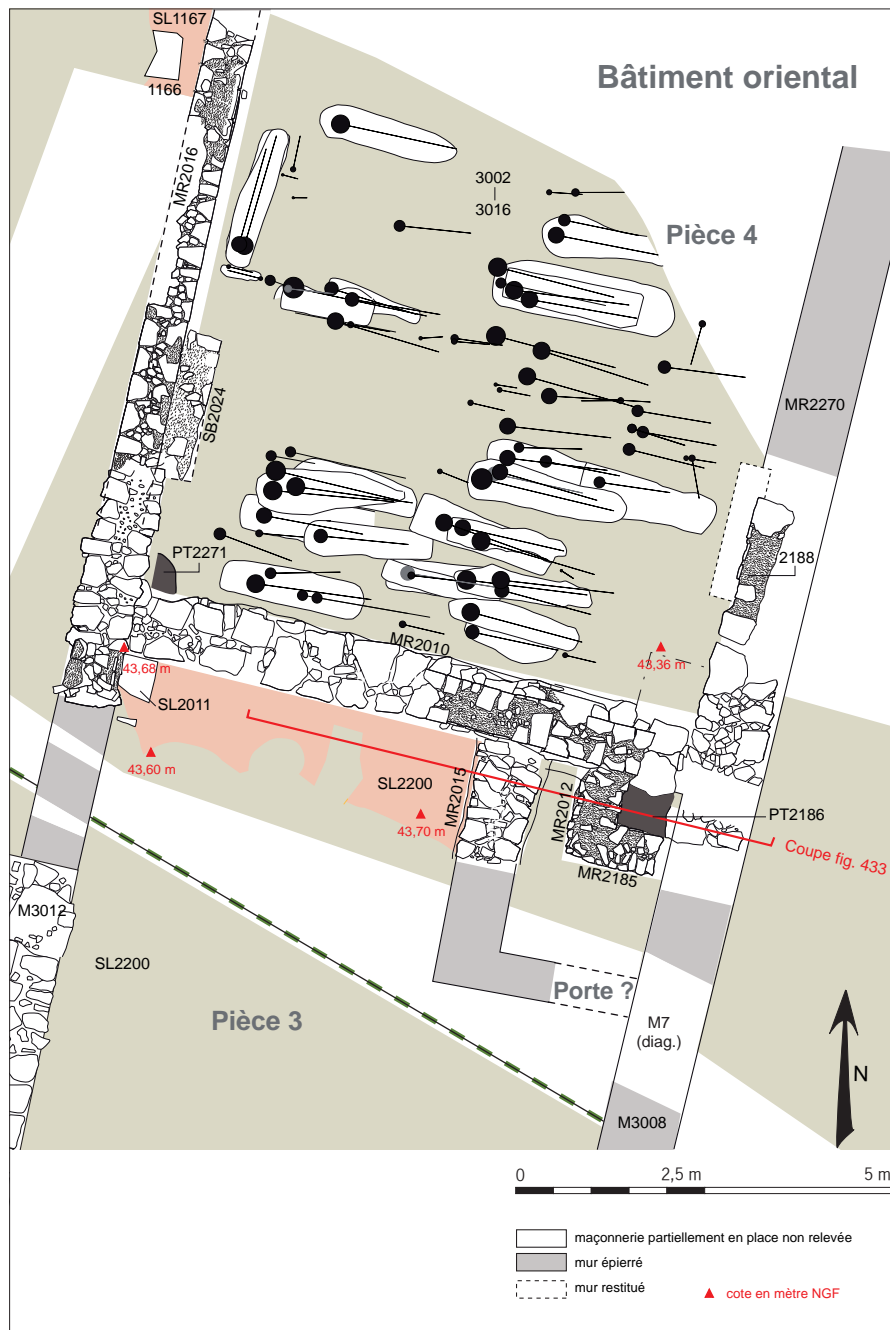 SL1167
1166
Bâtiment oriental
MR2016
3002
3016
Pièce 4
MR2270
SB2024
PT2271
2188
MR2010
43,68 m
43,36 m
SL2011
43,60 m
SL2200
43,70 m
MR2015
MR2012
PT2186
Coupe fig. 433
MR2185
M3012
SL2200
Porte ?
Pièce 3
M7
(diag.)
N
M3008
0 2,5 m 5 m
maçonnerie partiellement en place non relevée
mur épierré
mur restitué
cote en mètre NGF